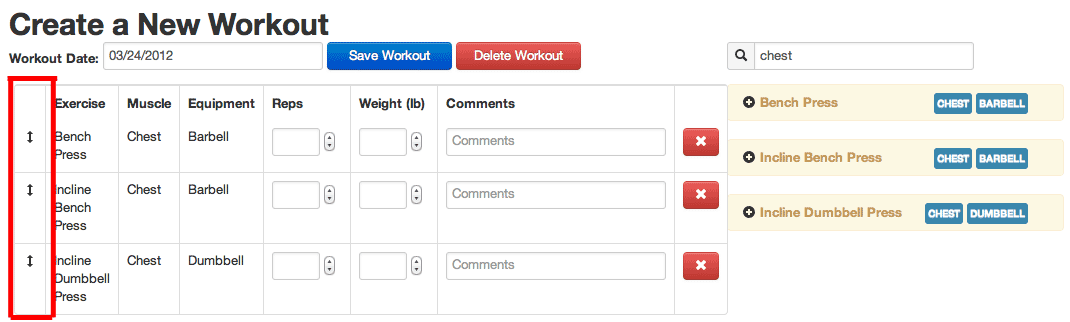 Create a New Workout
Workout Date: 03/24/2012 Save Workout Delete Workout chest
Exercise Muscle Equipment Reps Weight (lb) Comments
Bench Press Chest Barbell Comments
Incline Bench Press Chest Barbell Comments
Incline Dumbbell Press Chest Dumbbell Comments
Bench Press CHEST BARBELL
Incline Bench Press CHEST BARBELL
Incline Dumbbell Press CHEST DUMBBELL